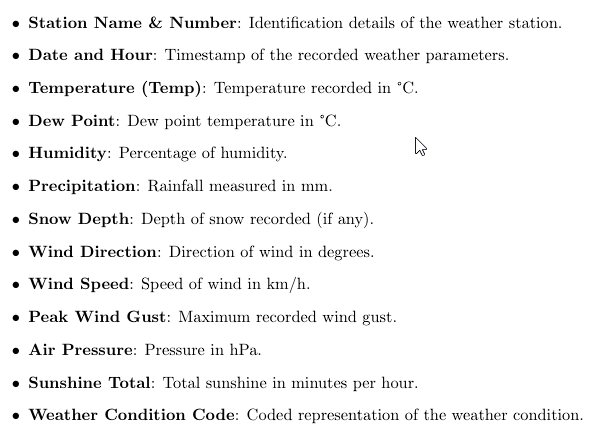 • Station Name & Number: Identification details of the weather station.
• Date and Hour: Timestamp of the recorded weather parameters.
• Temperature (Temp): Temperature recorded in °C.
• Dew Point: Dew point temperature in °C.
• Humidity: Percentage of humidity.
• Precipitation: Rainfall measured in mm.
• Snow Depth: Depth of snow recorded (if any).
• Wind Direction: Direction of wind in degrees.
• Wind Speed: Speed of wind in km/h.
• Peak Wind Gust: Maximum recorded wind gust.
• Air Pressure: Pressure in hPa.
• Sunshine Total: Total sunshine in minutes per hour.
• Weather Condition Code: Coded representation of the weather condition.